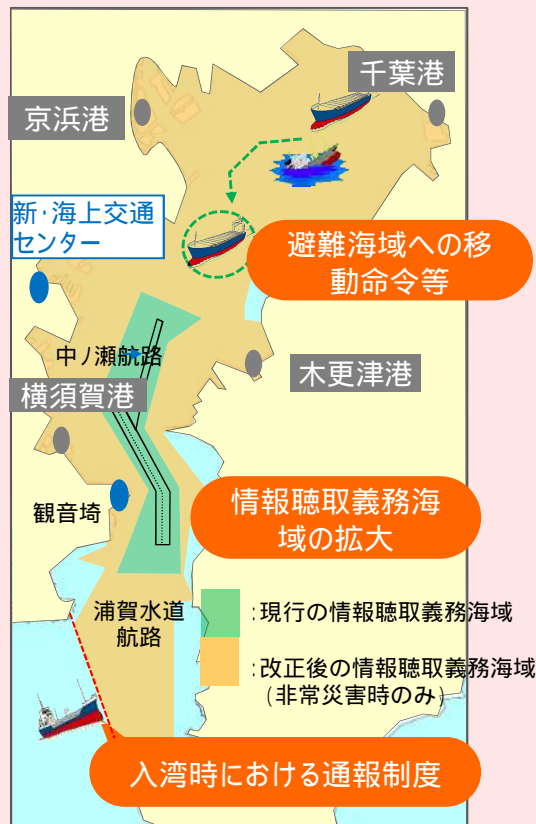 千葉港
京浜港
新・海上交通
センター
避難海域への移
動命令等
中ノ瀬航路
木更津港
横須賀港
情報聴取義務海
域の拡大
観音埼
浦賀水道
航路
:現行の情報聴取義務海域
:改正後の情報聴取義務海域
(非常災害時のみ)
入湾時における通報制度